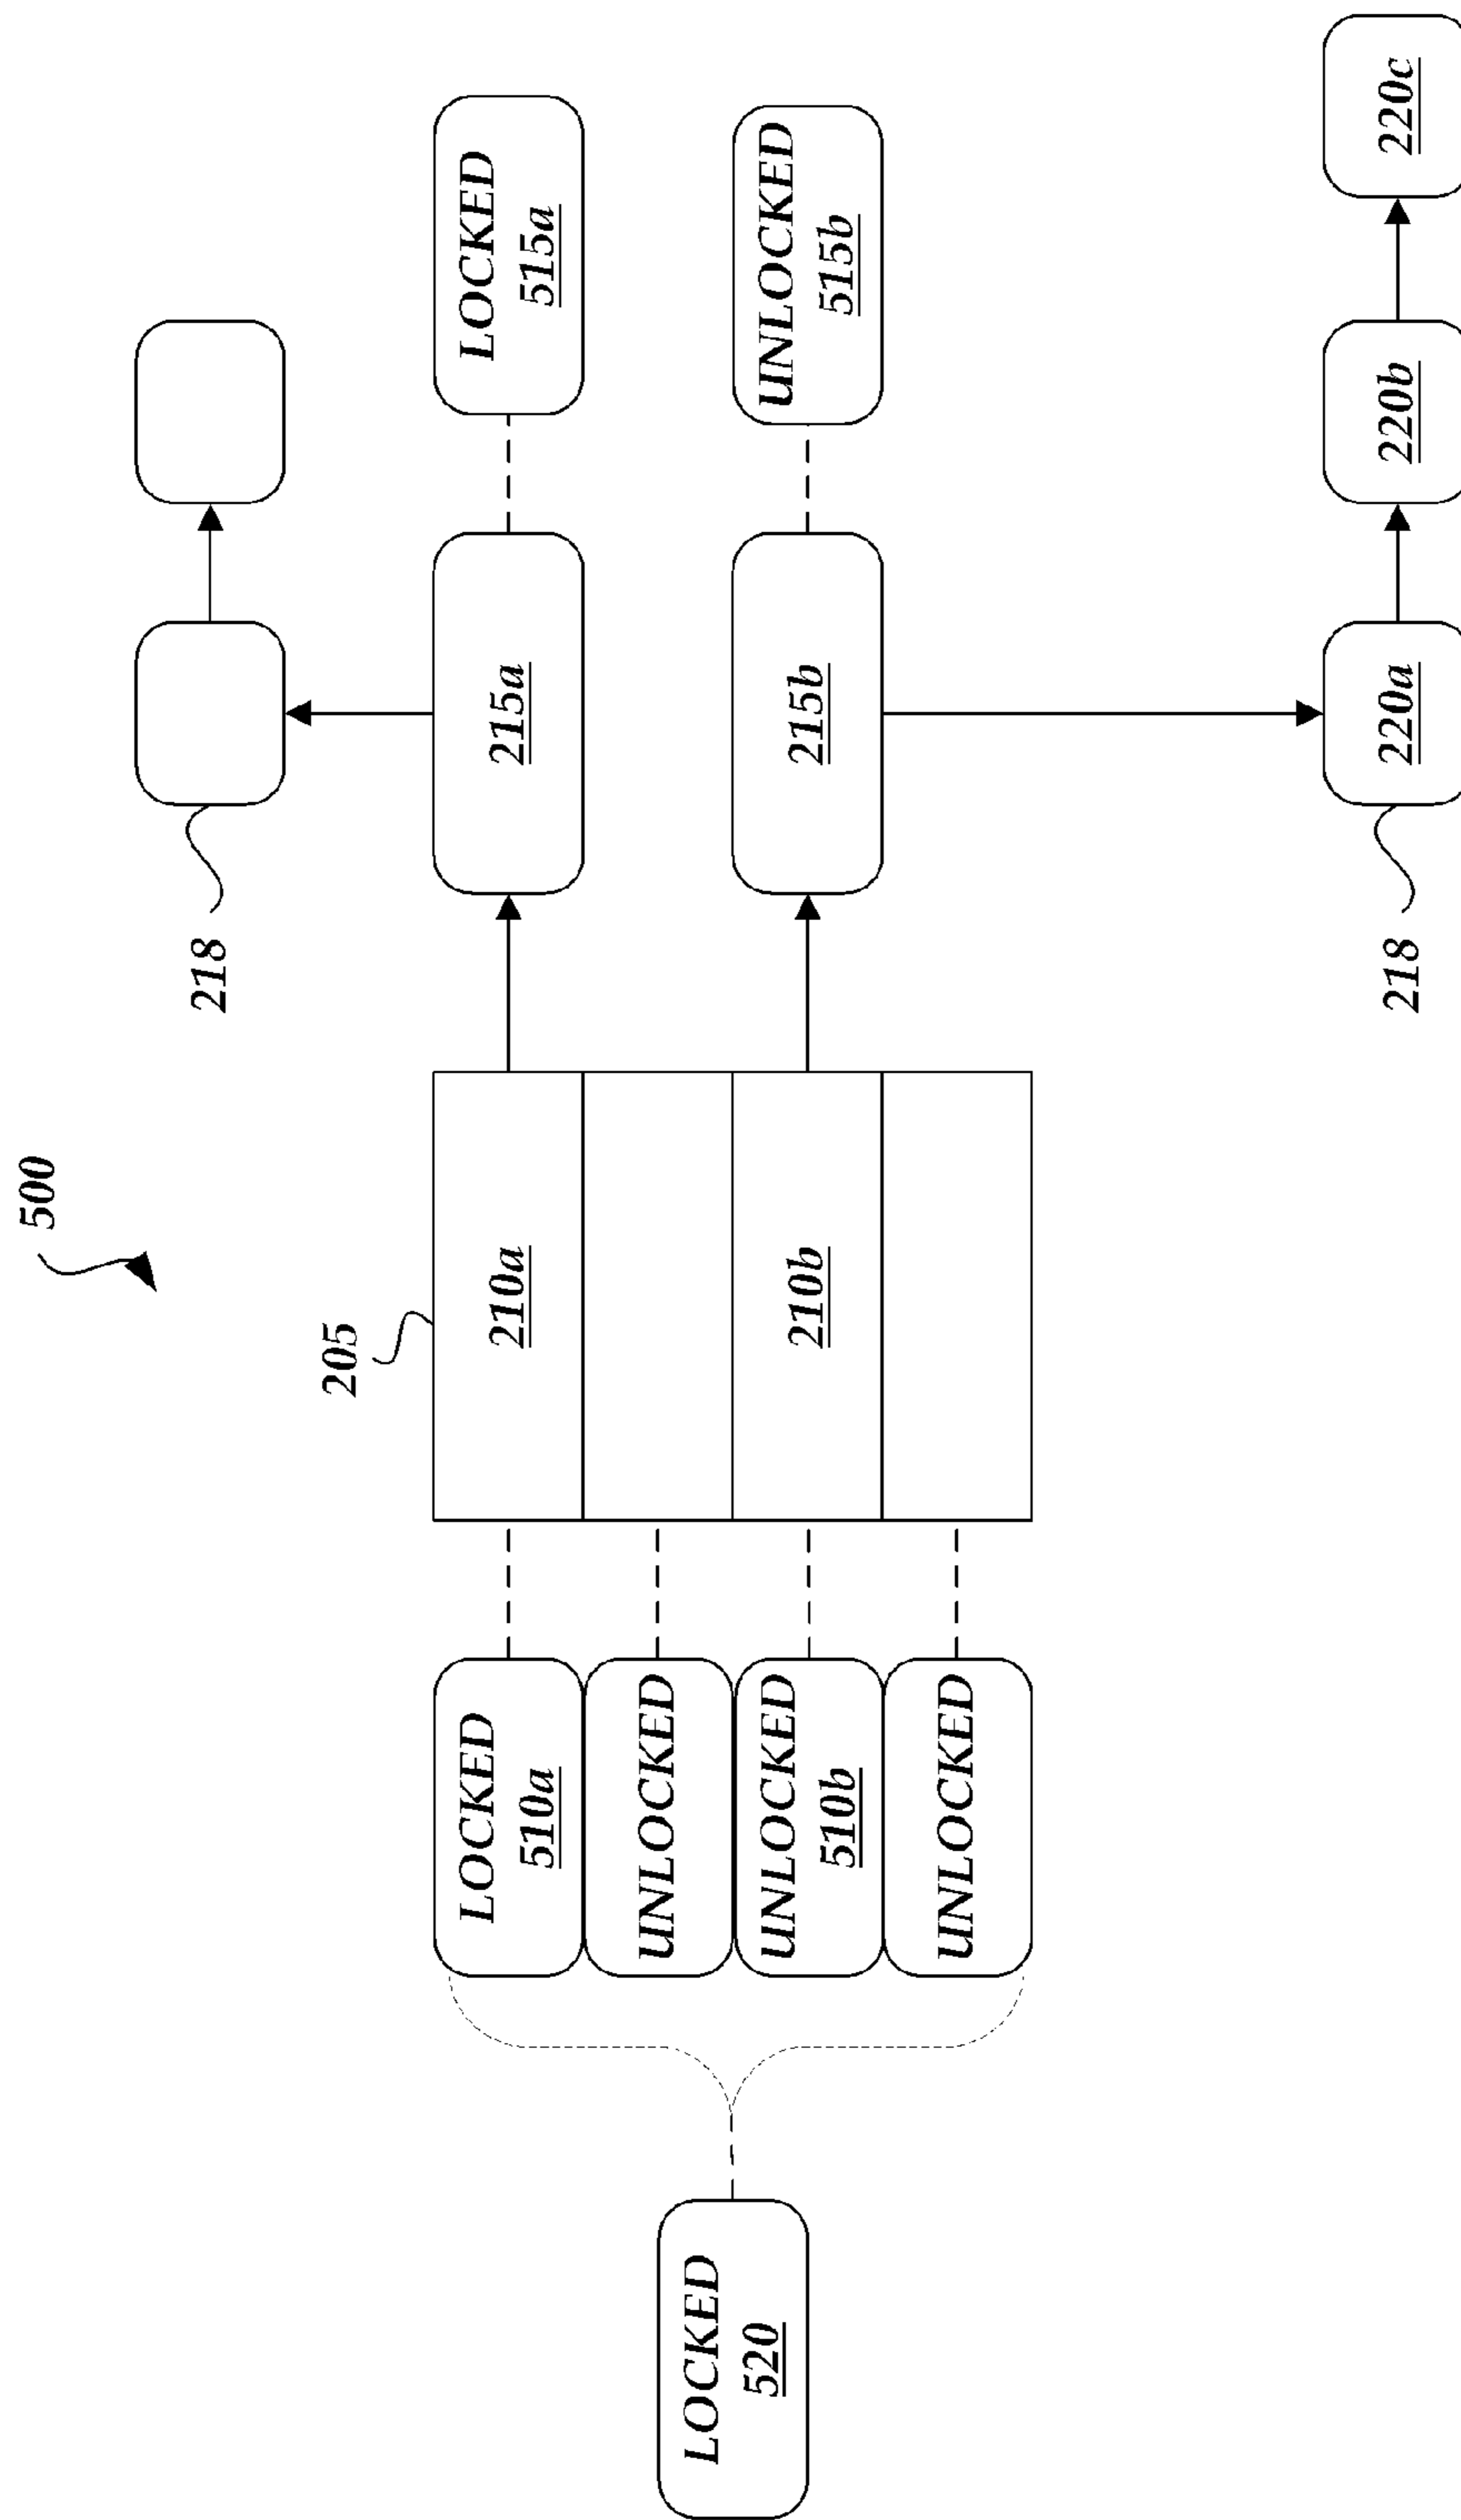 500
218
205
LOCKED
510a
210a
215a
LOCKED
515a
UNLOCKED
LOCKED
520
UNLOCKED
510b
210b
215b
UNLOCKED
515b
UNLOCKED
218
220a
220b
220c